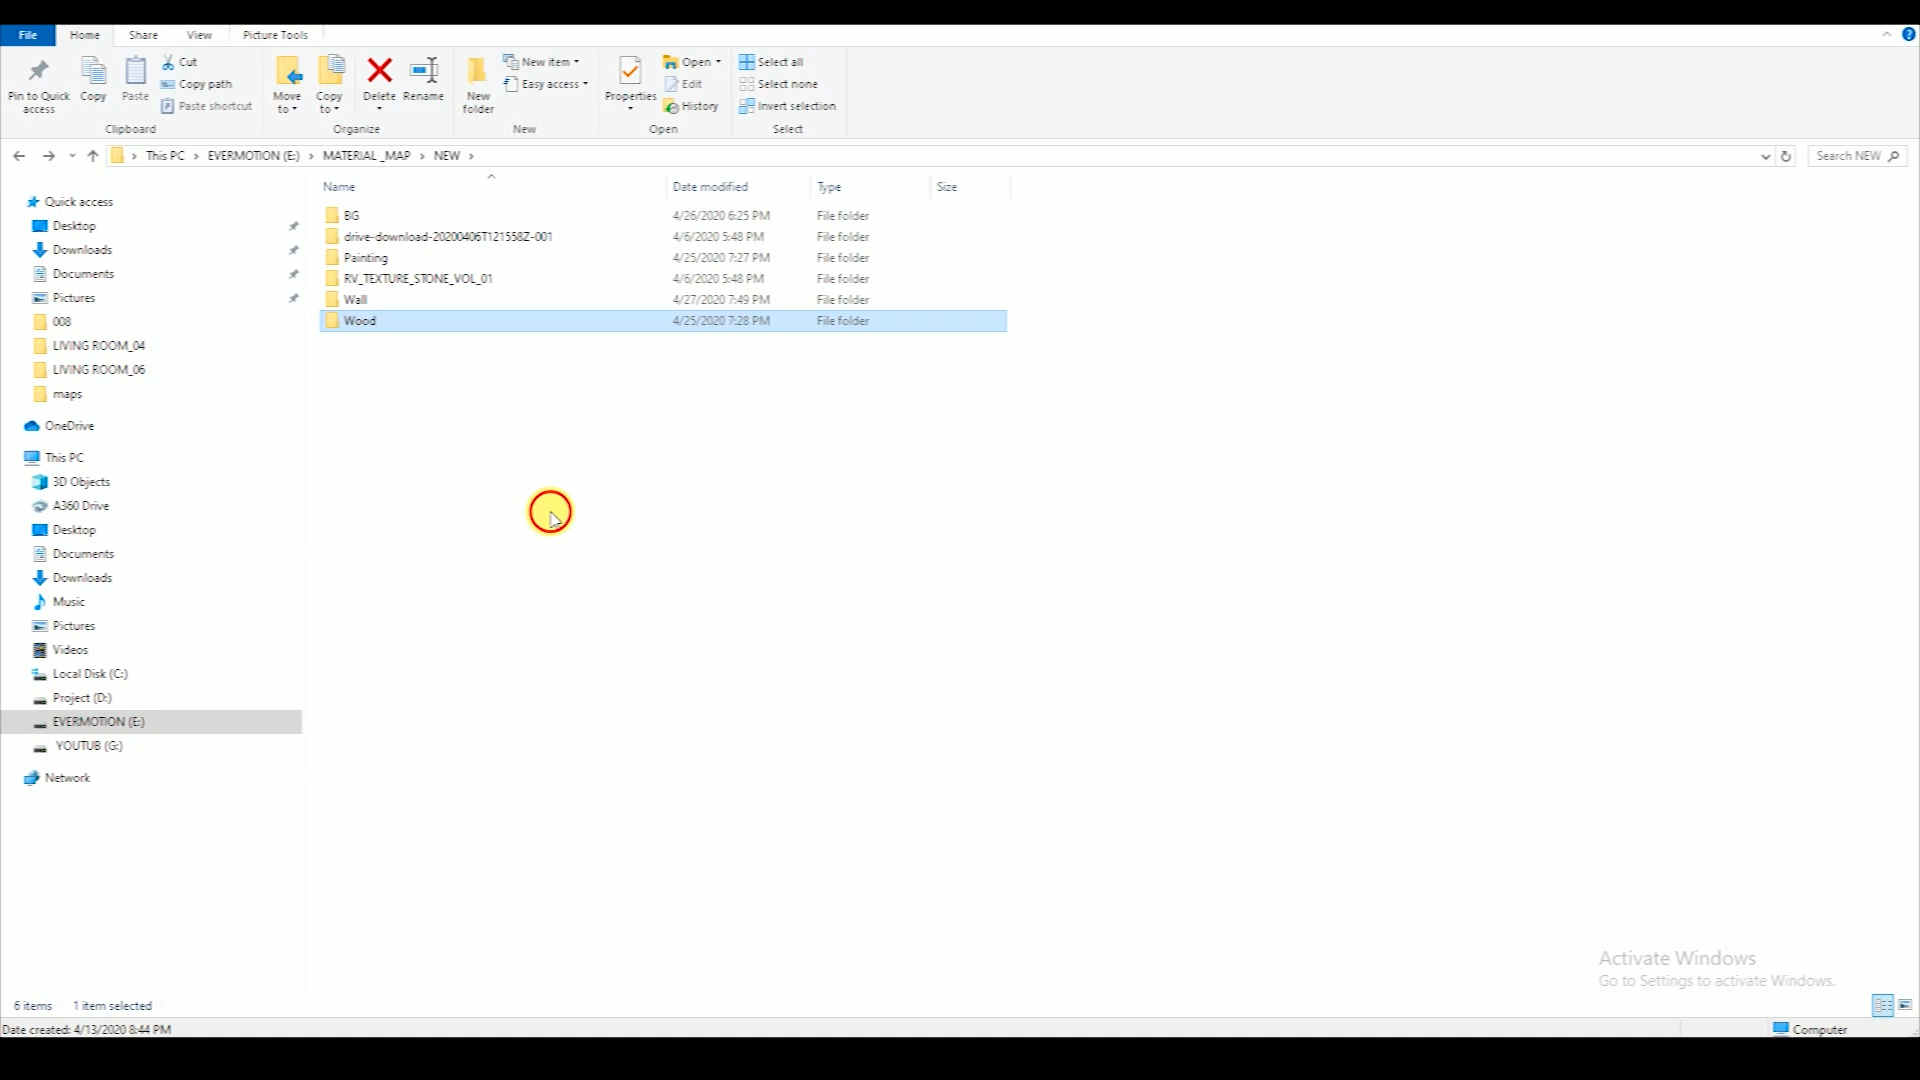 File Home Share View Picture Tools
Pin to Quick access
Copy
Paste
Cut
Copy path
Paste shortcut
Clipboard
Move to
Copy to
Delete
Rename
Organize
New folder
New item
Easy access
New
Properties
Open
Edit
History
Open
Select all
Select none
Invert selection
Select
This PC > EVERMOTION (E:) > MATERIAL _MAP > NEW >
Search NEW
Name Date modified Type Size
BG 4/26/2020 6:25 PM File folder
drive-download-20200406T121558Z-001 4/6/2020 5:48 PM File folder
Painting 4/25/2020 7:27 PM File folder
RV_TEXTURE_STONE_VOL_01 4/6/2020 5:48 PM File folder
Wall 4/27/2020 7:49 PM File folder
Wood 4/25/2020 7:28 PM File folder
Quick access
Desktop
Downloads
Documents
Pictures
008
LIVING ROOM_04
LIVING ROOM_06
maps
OneDrive
This PC
3D Objects
A360 Drive
Desktop
Documents
Downloads
Music
Pictures
Videos
Local Disk (C:)
Project (D:)
EVERMOTION (E:)
YOUTUB (G:)
Network
Activate Windows
Go to Settings to activate Windows.
6 items 1 item selected
Date created: 4/13/2020 8:44 PM
Computer